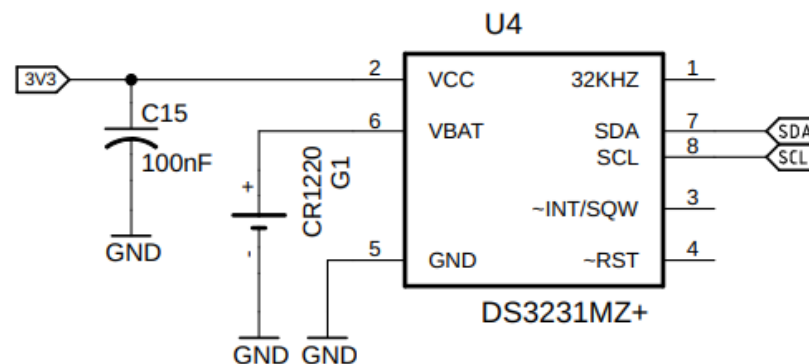 U4
3V3
2
VCC
32KHZ
1
C15
100nF
6
VBAT
SDA
7
SDA
SCL
8
SCL
+
CR1220
G1
-
~INT/SQW
3
5
GND
~RST
4
GND
DS3231MZ+
GND
GND